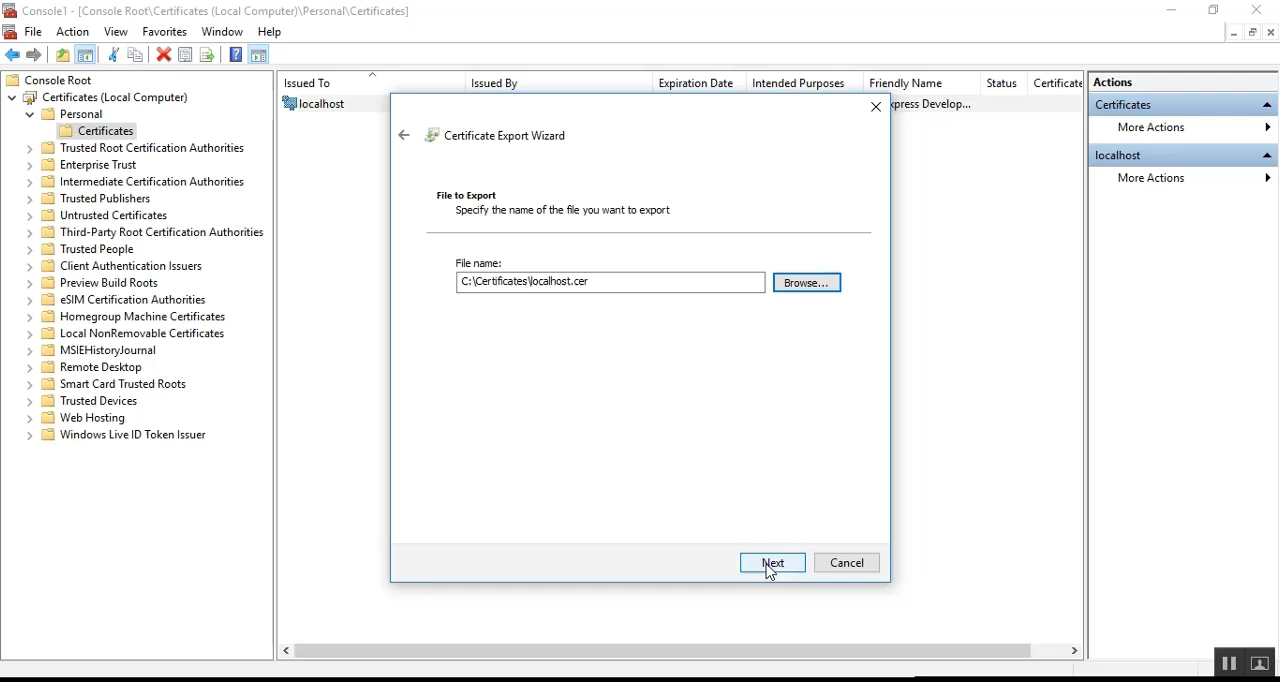 Console1 - [Console Root\Certificates (Local Computer)\Personal\Certificates]
File Action View Favorites Window Help
Console Root
Certificates (Local Computer)
Personal
Certificates
Trusted Root Certification Authorities
Enterprise Trust
Intermediate Certification Authorities
Trusted Publishers
Untrusted Certificates
Third-Party Root Certification Authorities
Trusted People
Client Authentication Issuers
Preview Build Roots
eSIM Certification Authorities
Homegroup Machine Certificates
Local NonRemovable Certificates
MSIEHistoryJournal
Remote Desktop
Smart Card Trusted Roots
Trusted Devices
Web Hosting
Windows Live ID Token Issuer
Issued To Issued By Expiration Date Intended Purposes Friendly Name Status Certificate
localhost xpress Develop...
Certificate Export Wizard
File to Export
Specify the name of the file you want to export
File name:
C:\Certificates\localhost.cer Browse...
Next Cancel
Actions
Certificates
More Actions
localhost
More Actions